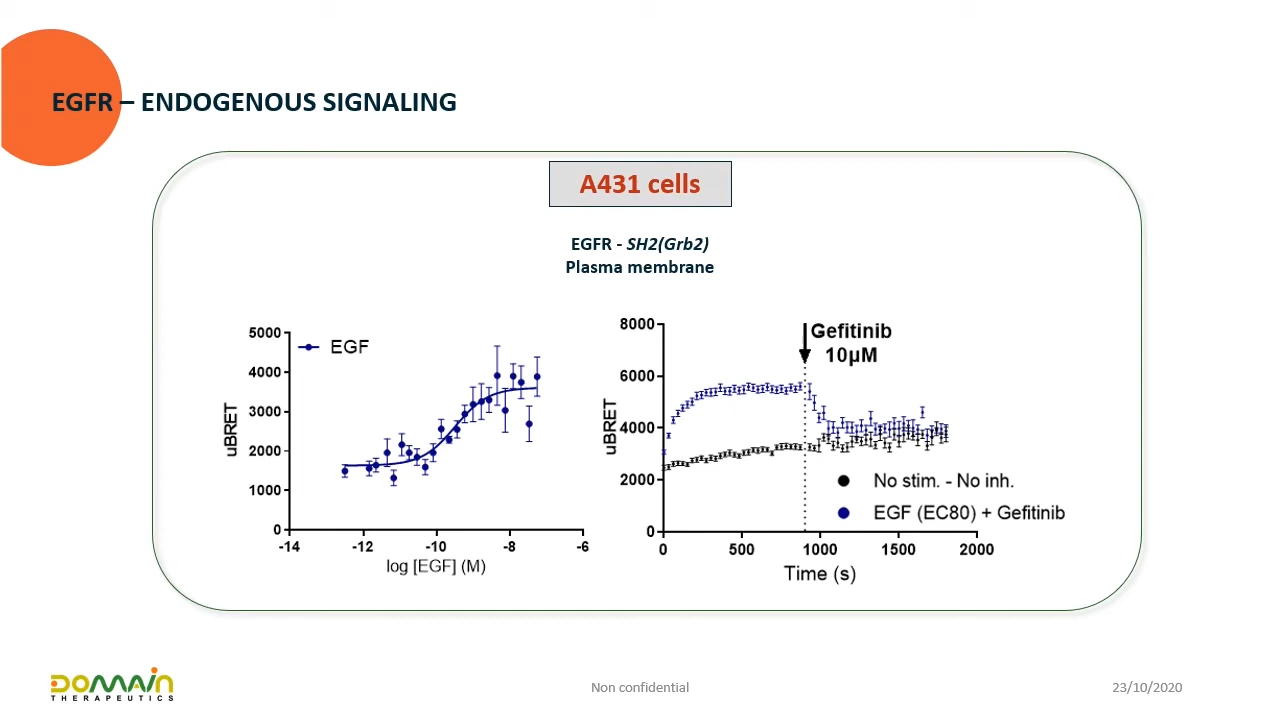 EGFR – ENDOGENOUS SIGNALING
A431 cells
EGFR - SH2(Grb2)
Plasma membrane
5000
4000
3000
2000
1000
0
uBRET
EGF
-14
-12
-10
-8
-6
log [EGF] (M)
8000
6000
4000
2000
0
uBRET
Gefitinib
10µM
No stim. - No inh.
EGF (EC80) + Gefitinib
0
500
1000
1500
2000
Time (s)
DOMAIN
THERAPEUTICS
Non confidential
23/10/2020